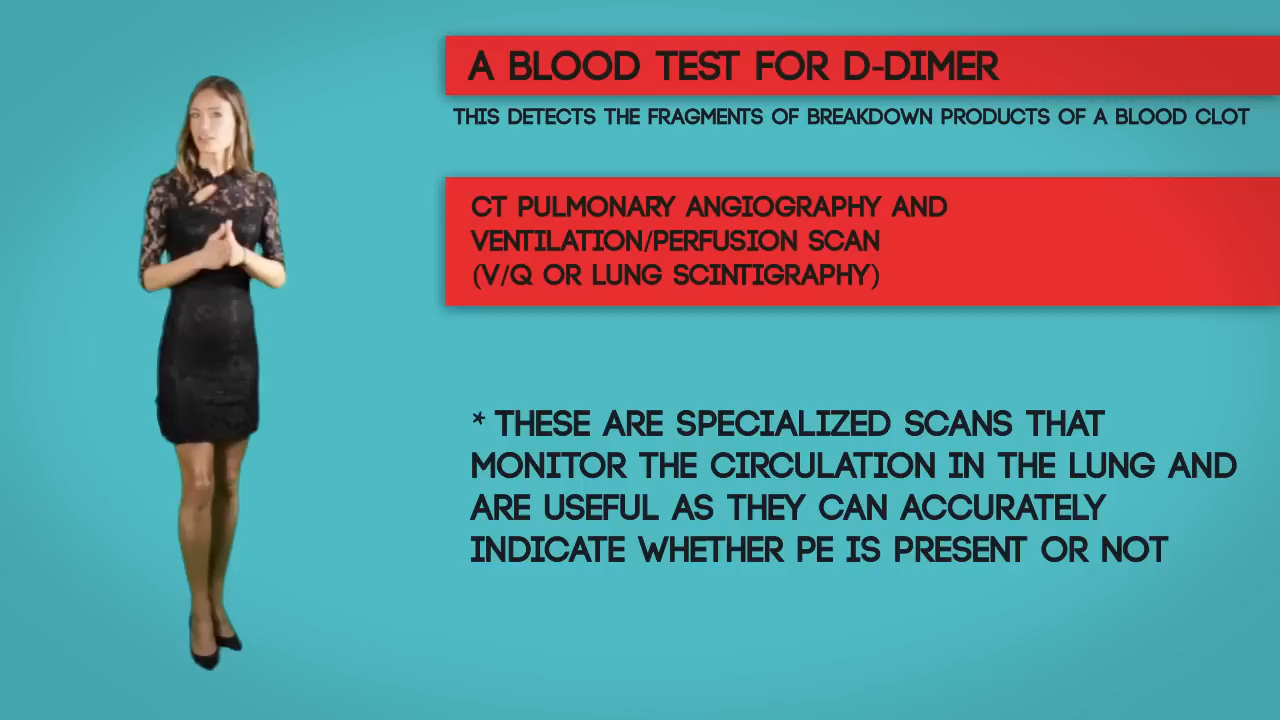 A BLOOD TEST FOR D-DIMER
THIS DETECTS THE FRAGMENTS OF BREAKDOWN PRODUCTS OF A BLOOD CLOT
CT PULMONARY ANGIOGRAPHY AND
VENTILATION/PERFUSION SCAN
(V/Q OR LUNG SCINTIGRAPHY)
* THESE ARE SPECIALIZED SCANS THAT
MONITOR THE CIRCULATION IN THE LUNG AND
ARE USEFUL AS THEY CAN ACCURATELY
INDICATE WHETHER PE IS PRESENT OR NOT